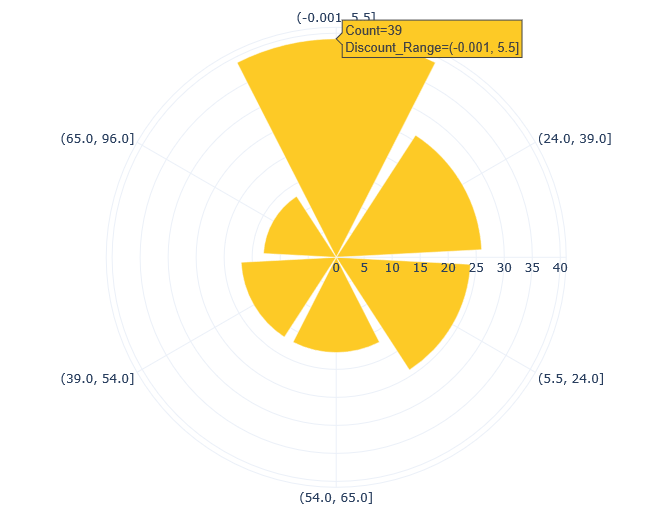 (-0.001, 5.5]
Count=39
Discount_Range=(-0.001, 5.5]
(65.0, 96.0]
(24.0, 39.0]
0 5 10 15 20 25 30 35 40
(39.0, 54.0]
(5.5, 24.0]
(54.0, 65.0]